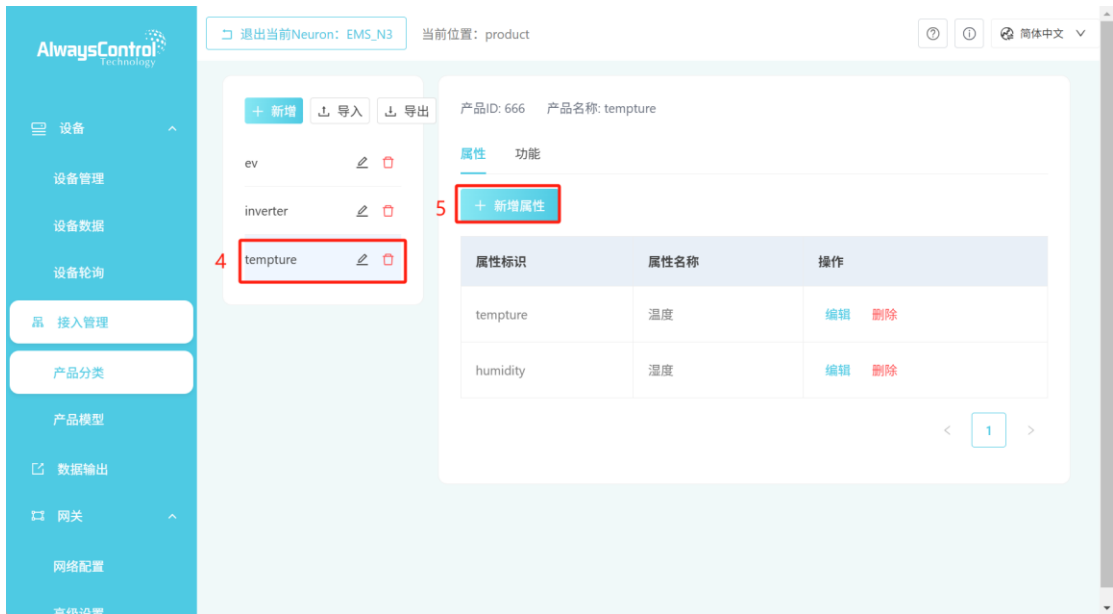 AlwaysControl
Technology
退出当前Neuron：EMS_N3
当前位置：product
简体中文
设备
设备管理
设备数据
设备轮询
接入管理
产品分类
产品模型
数据输出
网关
网络配置
高级设置
新增
导入
导出
ev
inverter
4
tempture
产品ID: 666
产品名称: tempture
属性
功能
5
新增属性
属性标识 属性名称 操作
tempture 温度 编辑 删除
humidity 湿度 编辑 删除
1